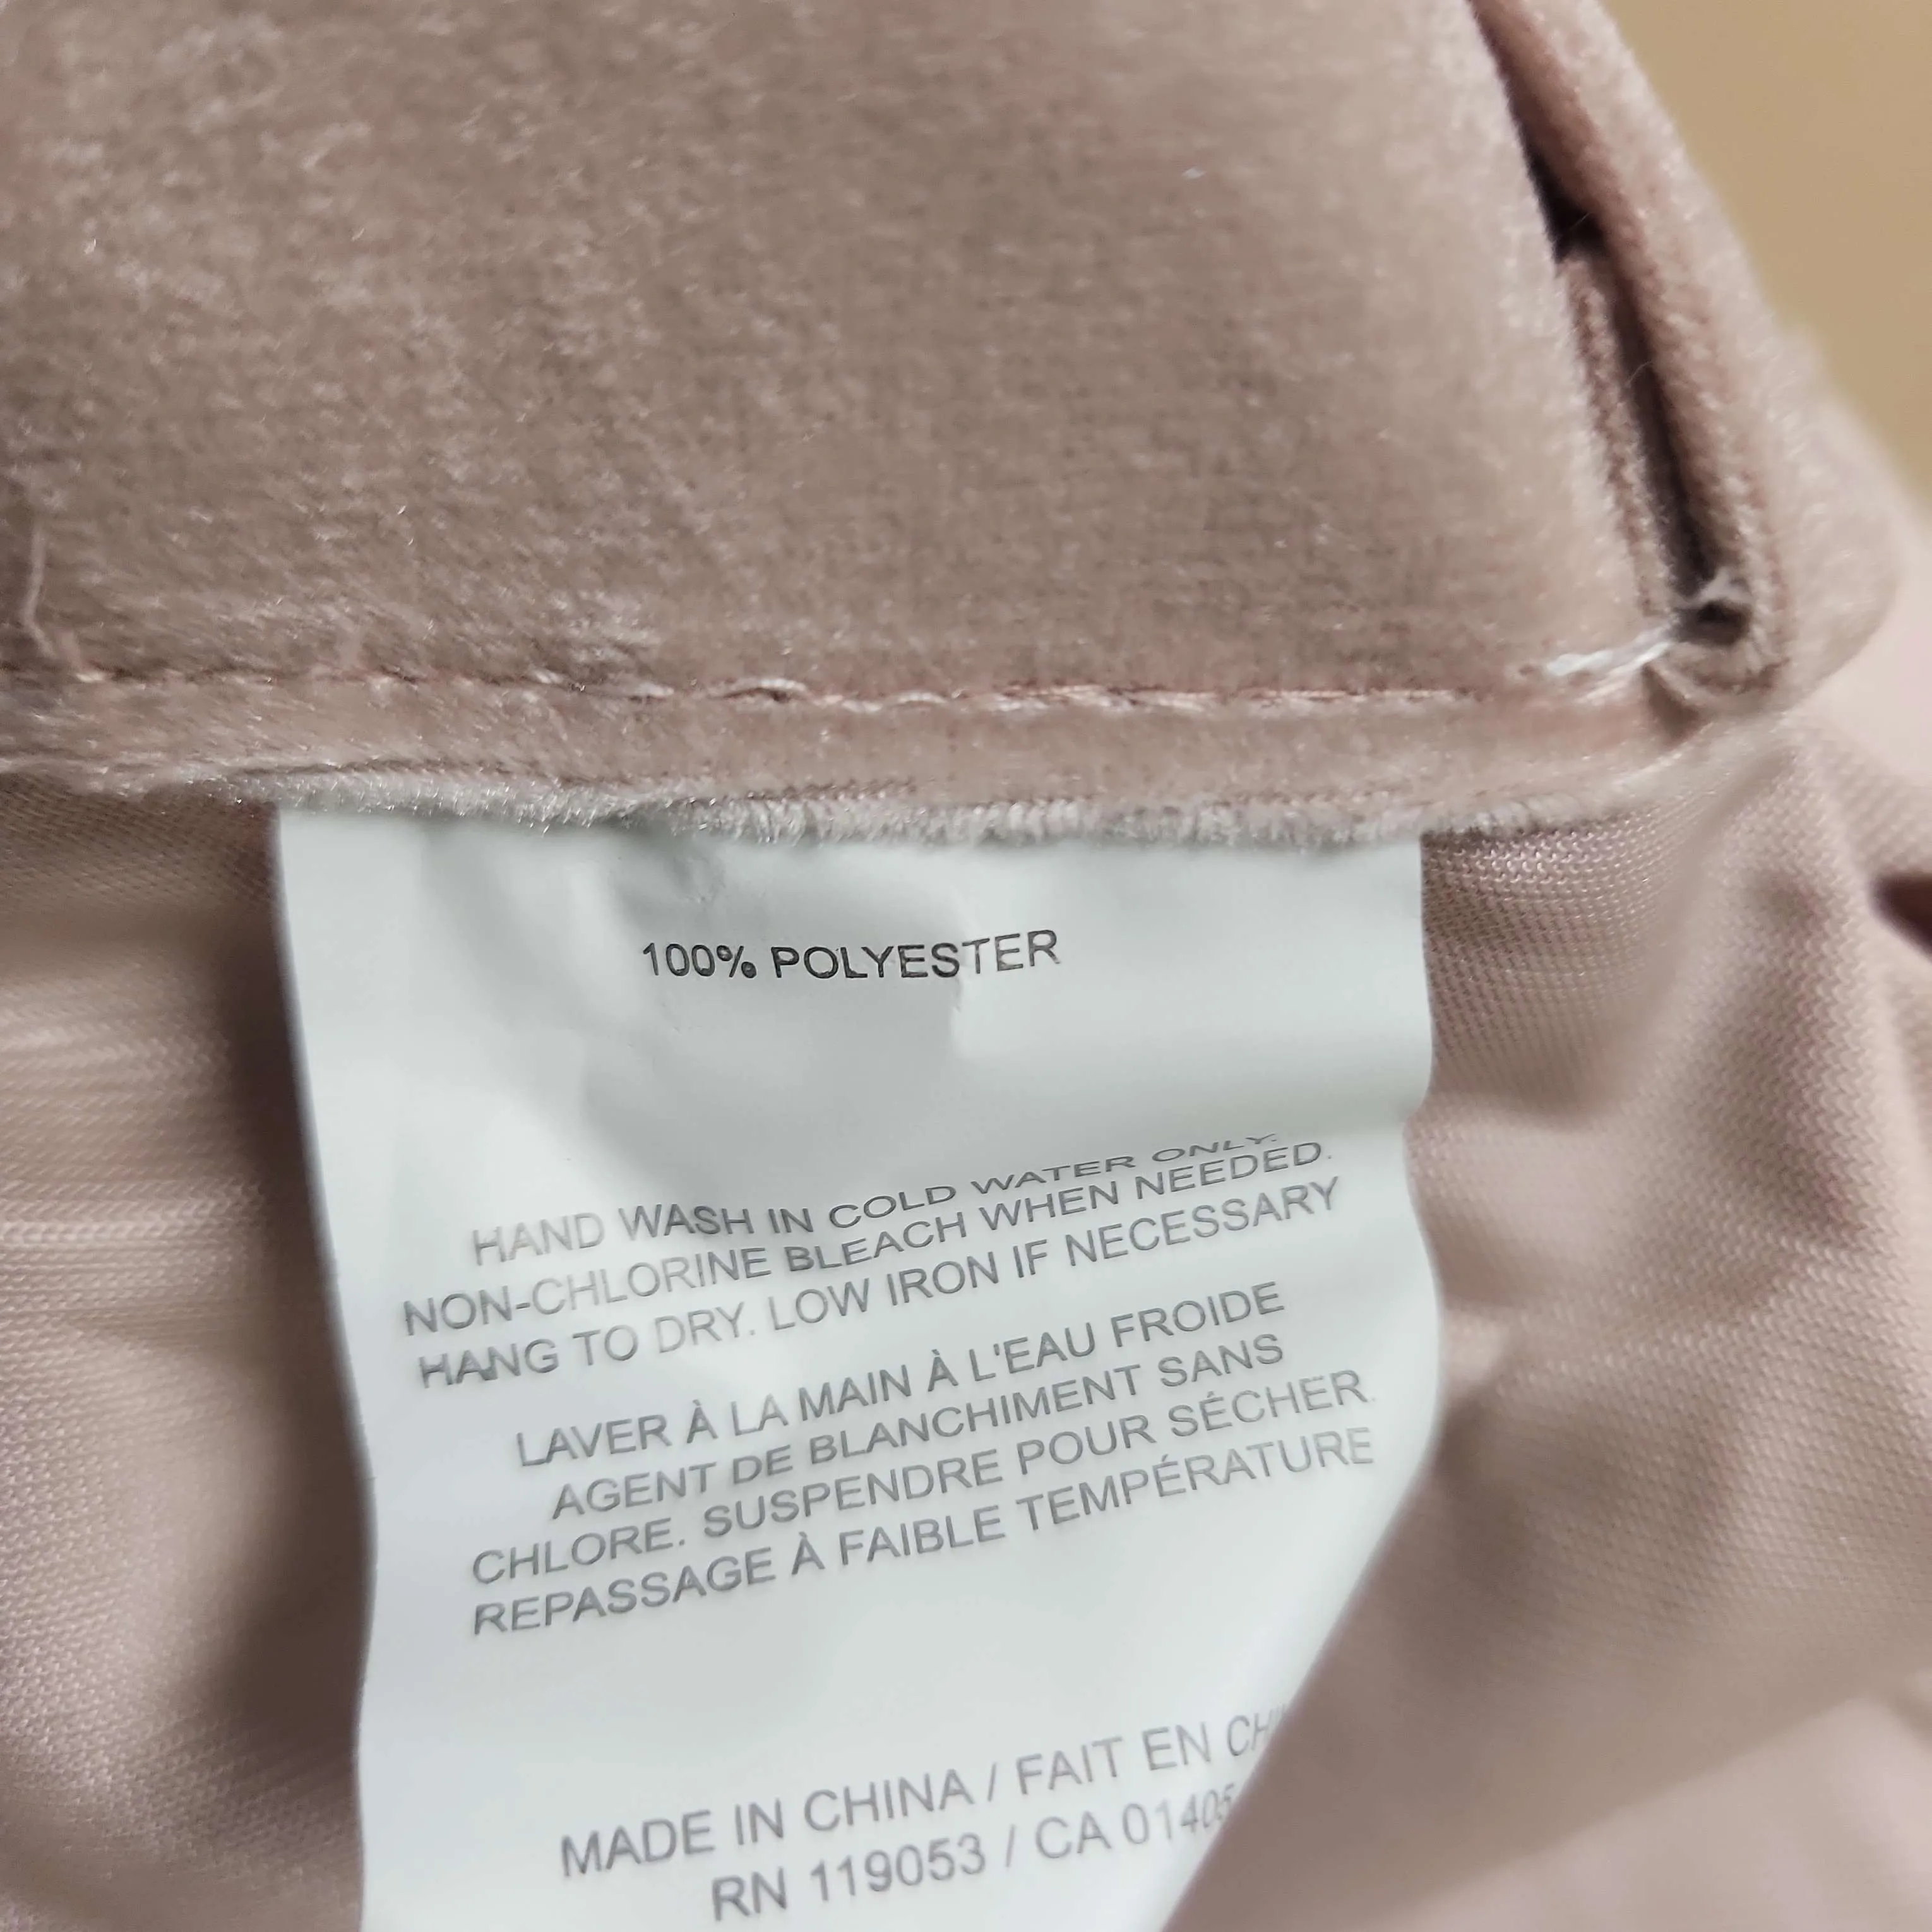 100% POLYESTER
HAND WASH IN COLD WATER ONLY.
NON-CHLORINE BLEACH WHEN NEEDED.
HANG TO DRY. LOW IRON IF NECESSARY
LAVER À LA MAIN À L'EAU FROIDE
AGENT DE BLANCHIMENT SANS
CHLORE. SUSPENDRE POUR SÉCHER.
REPASSAGE À FAIBLE TEMPÉRATURE
MADE IN CHINA / FAIT EN
RN 119053 / CA